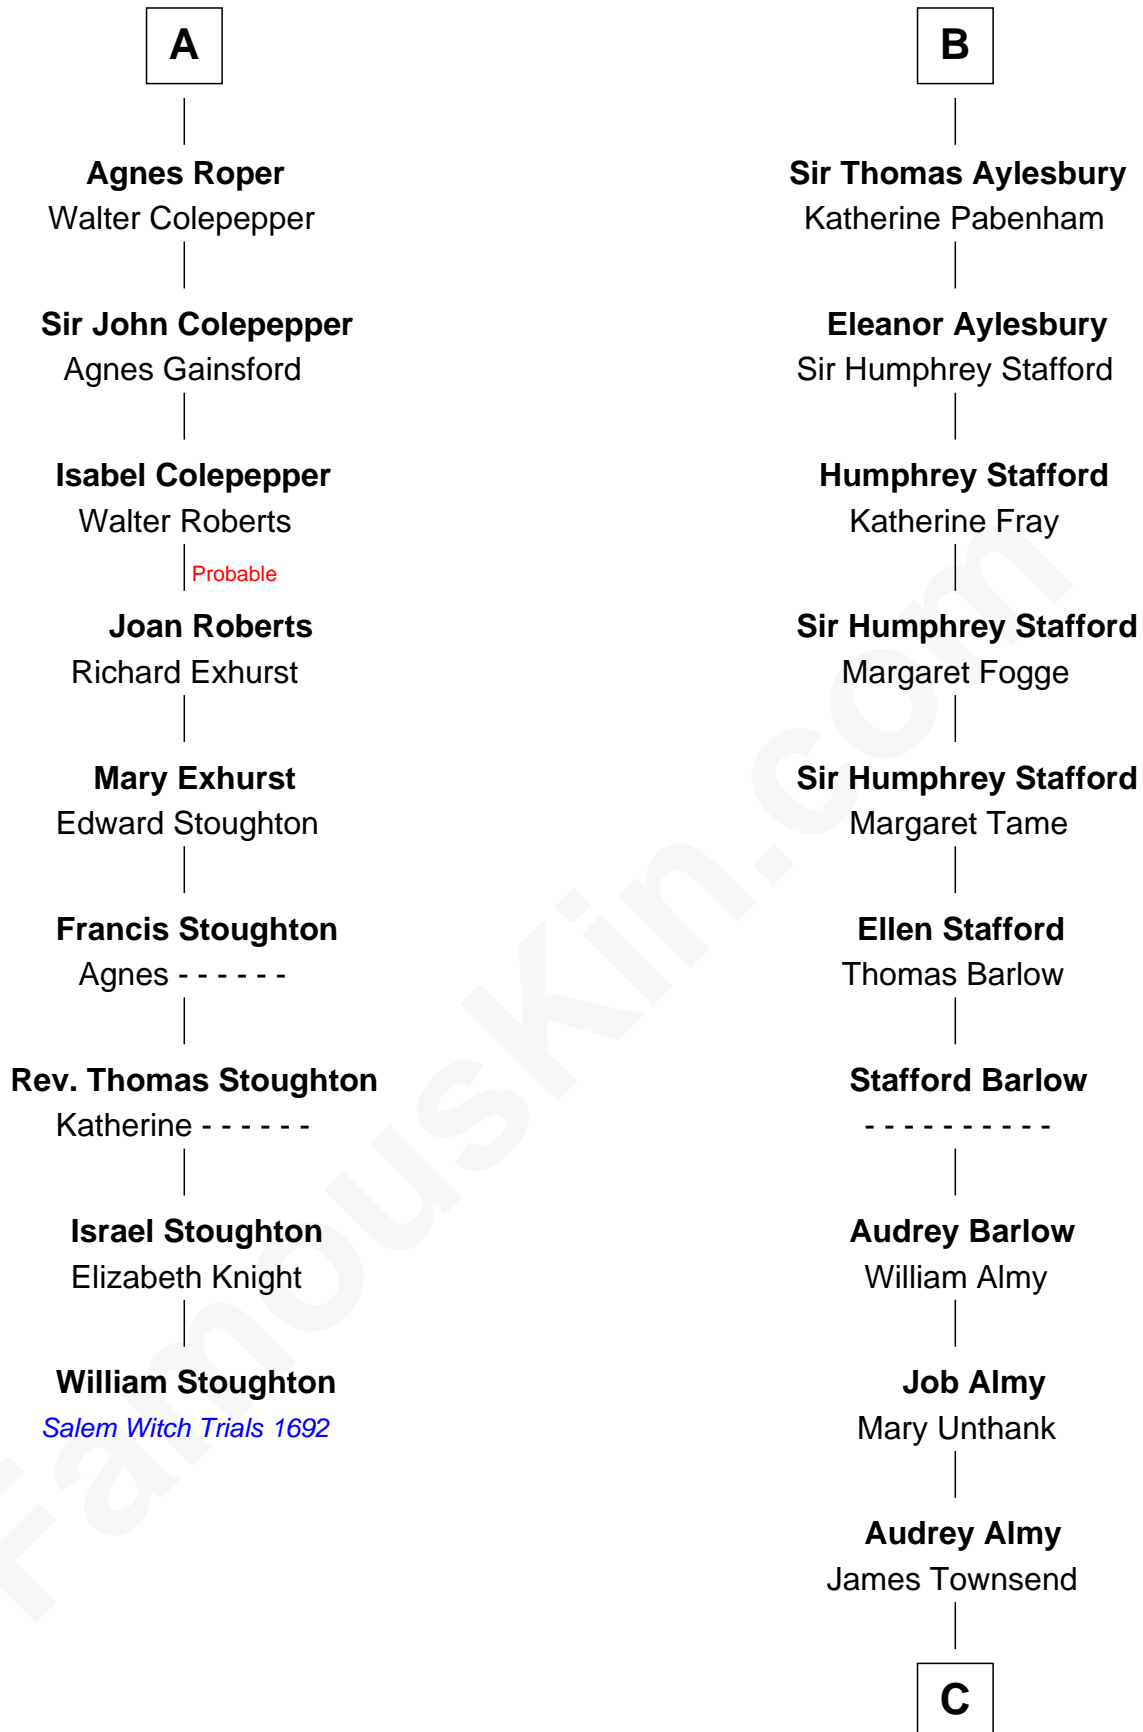 A
Agnes Roper
Walter Colepepper
Sir John Colepepper
Agnes Gainsford
Isabel Colepepper
Walter Roberts
Probable
Joan Roberts
Richard Exhurst
Mary Exhurst
Edward Stoughton
Francis Stoughton
Agnes - - - - - -
Rev. Thomas Stoughton
Katherine - - - - - -
Israel Stoughton
Elizabeth Knight
William Stoughton
Salem Witch Trials 1692
B
Sir Thomas Aylesbury
Katherine Pabenham
Eleanor Aylesbury
Sir Humphrey Stafford
Humphrey Stafford
Katherine Fray
Sir Humphrey Stafford
Margaret Fogge
Sir Humphrey Stafford
Margaret Tame
Ellen Stafford
Thomas Barlow
Stafford Barlow
- - - - - - - - - -
Audrey Barlow
William Almy
Job Almy
Mary Unthank
Audrey Almy
James Townsend
C
FamousKin.com